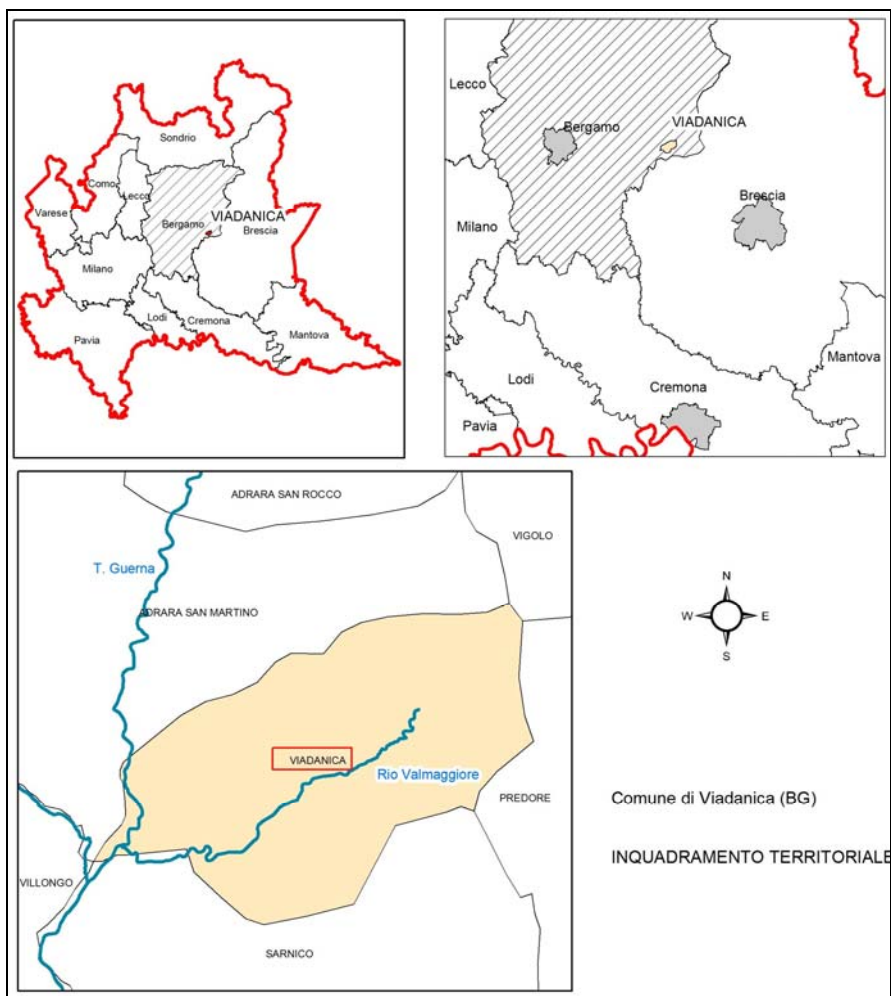 Sondrio
Como
Lecco
Varese
Bergamo
VIADANICA
Brescia
Milano
Lodi
Cremona
Pavia
Mantova
Lecco
VIADANICA
Bergamo
Brescia
Milano
Mantova
Lodi
Cremona
Pavia
ADRARA SAN ROCCO
VIGOLO
T. Guerna
ADRARA SAN MARTINO
VIADANICA
Rio Valmaggiore
PREDORE
VILLONGO
SARNICO
N
W
E
S
Comune di Viadanica (BG)
INQUADRAMENTO TERRITORIALE